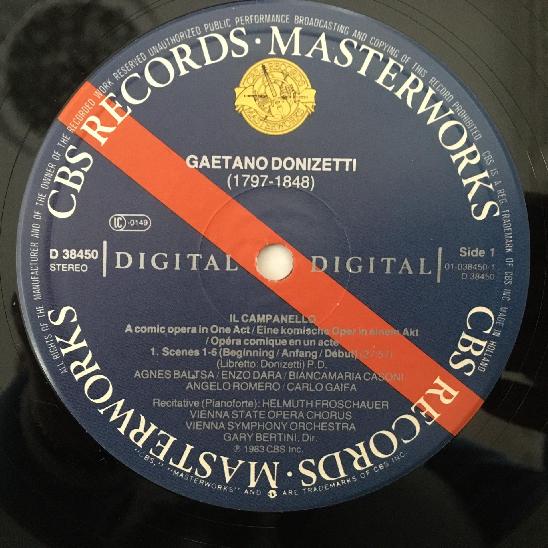 ALL RIGHTS OF THE MANUFACTURER AND OF THE OWNER OF THE RECORDED WORK RESERVED UNAUTHORIZED PUBLIC PERFORMANCE BROADCASTING AND COPYING OF THIS RECORD PROHIBITED. CBS IS A REG. TRADEMARK OF CBS INC. MADE IN HOLLAND
CBS RECORDS · MASTERWORKS
CBS RECORDS · MASTERWORKS
MASTERWORKS
GAETANO DONIZETTI
(1797-1848)
LC 0149
D 38450
STEREO
DIGITAL
DIGITAL
Side 1
01-038450-1
D 38450
IL CAMPANELLO
A comic opera in One Act / Eine komische Oper in einem Akt
/ Opéra comique en un acte
1. Scenes 1-5 (Beginning / Anfang / Début) (27:57)
(Libretto: Donizetti) P.D.
AGNES BALTSA / ENZO DARA / BIANCAMARIA CASONI
ANGELO ROMERO / CARLO GAIFA
Recitative (Pianoforte): HELMUTH FROSCHAUER
VIENNA STATE OPERA CHORUS
VIENNA SYMPHONY ORCHESTRA
GARY BERTINI, Dir.
℗ 1983 CBS Inc.
"CBS," "MASTERWORKS" AND ARE TRADEMARKS OF CBS INC.